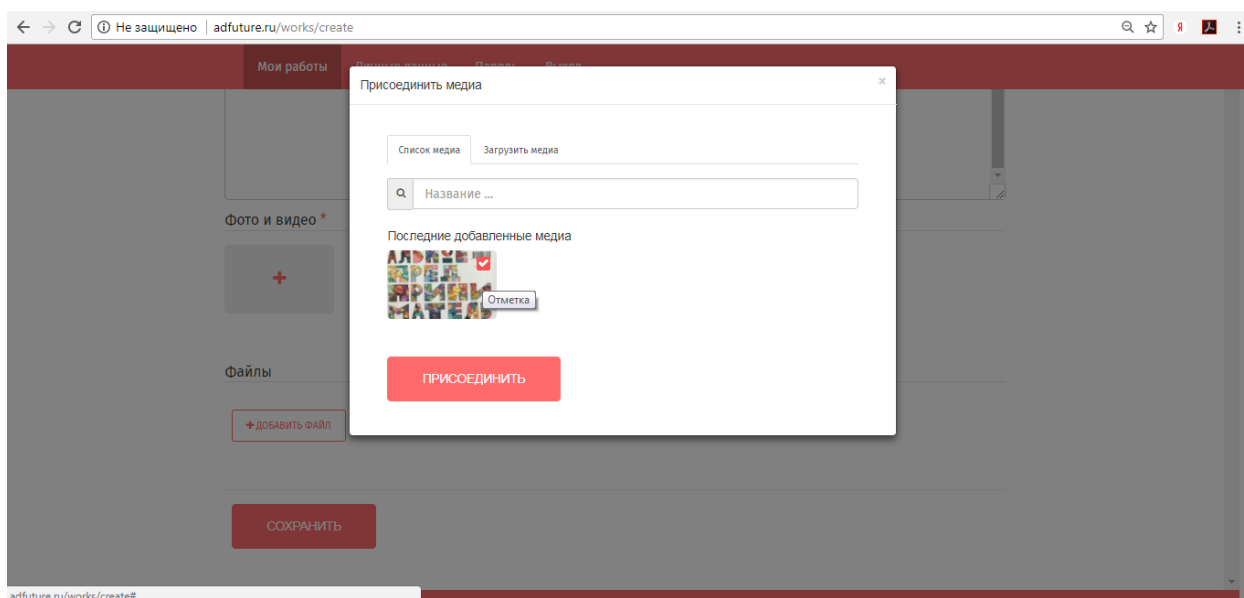 Не защищено | adfuture.ru/works/create
Мои работы
Присоединить медиа
Список медиа Загрузить медиа
Название ...
Фото и видео *
Последние добавленные медиа
Отметка
Файлы
ПРИСОЕДИНИТЬ
+ДОБАВИТЬ ФАЙЛ
СОХРАНИТЬ
adfuture.ru/works/create#